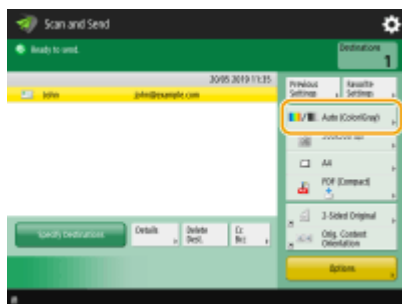 Scan and Send
Ready to send.
Destinations
1
20/05 2019 11:35
John
john@example.com
Previous Settings
Favorite Settings
Auto (Color/Gray)
A4
PDF (Compact)
2-Sided Original
Orig. Content Orientation
Specify Destinations
Details
Delete Dest.
Cc Bcc
Options